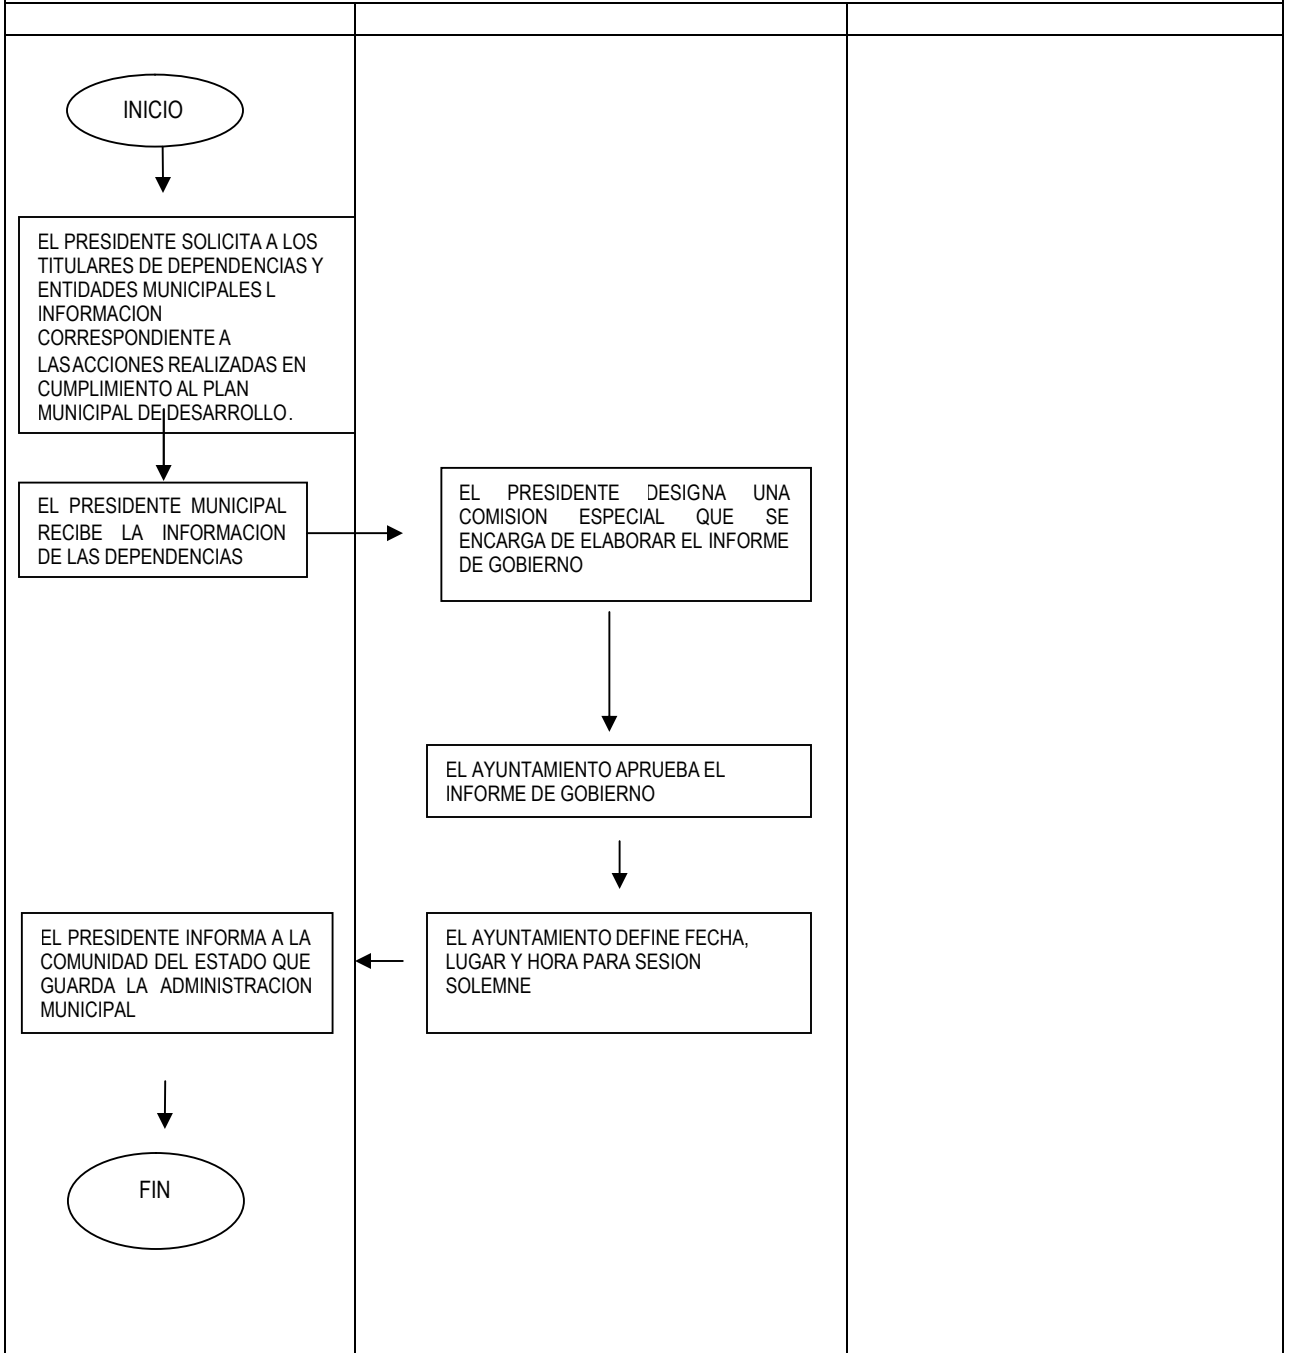 INICIO
EL PRESIDENTE SOLICITA A LOS
TITULARES DE DEPENDENCIAS Y
ENTIDADES MUNICIPALES L
INFORMACION
CORRESPONDIENTE A
LAS ACCIONES REALIZADAS EN
CUMPLIMIENTO AL PLAN
MUNICIPAL DE DESARROLLO.
EL PRESIDENTE MUNICIPAL
RECIBE LA INFORMACION
DE LAS DEPENDENCIAS
EL PRESIDENTE DESIGNA UNA
COMISION ESPECIAL QUE SE
ENCARGA DE ELABORAR EL INFORME
DE GOBIERNO
EL AYUNTAMIENTO APRUEBA EL
INFORME DE GOBIERNO
EL AYUNTAMIENTO DEFINE FECHA,
LUGAR Y HORA PARA SESION
SOLEMNE
EL PRESIDENTE INFORMA A LA
COMUNIDAD DEL ESTADO QUE
GUARDA LA ADMINISTRACION
MUNICIPAL
FIN